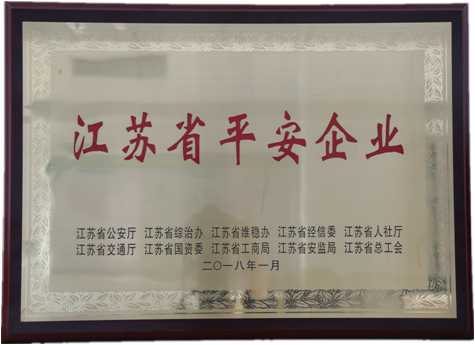 江苏省平安企业
江苏省公安厅 江苏省综治办 江苏省维稳办 江苏省经信委 江苏省人社厅
江苏省交通厅 江苏省国资委 江苏省工商局 江苏省安监局 江苏省总工会
二〇一八年一月